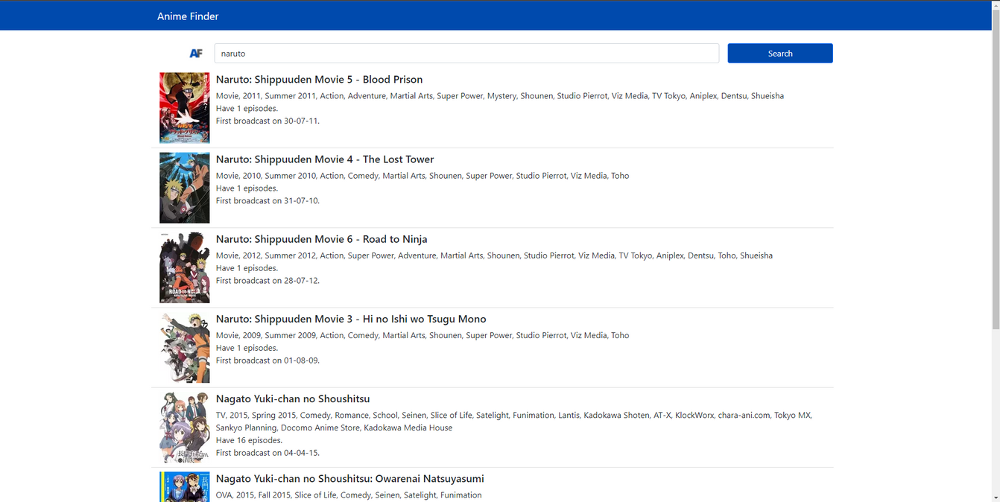 Anime Finder
AF
naruto
Search
Naruto: Shippuuden Movie 5 - Blood Prison
Movie, 2011, Summer 2011, Action, Adventure, Martial Arts, Super Power, Mystery, Shounen, Studio Pierrot, Viz Media, TV Tokyo, Aniplex, Dentsu, Shueisha
Have 1 episodes.
First broadcast on 30-07-11.
Naruto: Shippuuden Movie 4 - The Lost Tower
Movie, 2010, Summer 2010, Action, Comedy, Martial Arts, Shounen, Super Power, Studio Pierrot, Viz Media, Toho
Have 1 episodes.
First broadcast on 31-07-10.
ROAD TO NINJA
Naruto: Shippuuden Movie 6 - Road to Ninja
Movie, 2012, Summer 2012, Action, Super Power, Adventure, Martial Arts, Shounen, Studio Pierrot, Viz Media, TV Tokyo, Aniplex, Dentsu, Toho, Shueisha
Have 1 episodes.
First broadcast on 28-07-12.
Naruto: Shippuuden Movie 3 - Hi no Ishi wo Tsugu Mono
Movie, 2009, Summer 2009, Action, Comedy, Martial Arts, Shounen, Super Power, Studio Pierrot, Viz Media, Toho
Have 1 episodes.
First broadcast on 01-08-09.
Nagato Yuki-chan no Shoushitsu
TV, 2015, Spring 2015, Comedy, Romance, School, Seinen, Slice of Life, Satelight, Funimation, Lantis, Kadokawa Shoten, AT-X, KlockWorx, chara-ani.com, Tokyo MX,
Sankyo Planning, Docomo Anime Store, Kadokawa Media House
Have 16 episodes.
First broadcast on 04-04-15.
Nagato Yuki-chan no Shoushitsu: Owarenai Natsuyasumi
OVA, 2015, Fall 2015, Slice of Life, Comedy, Seinen, Satelight, Funimation